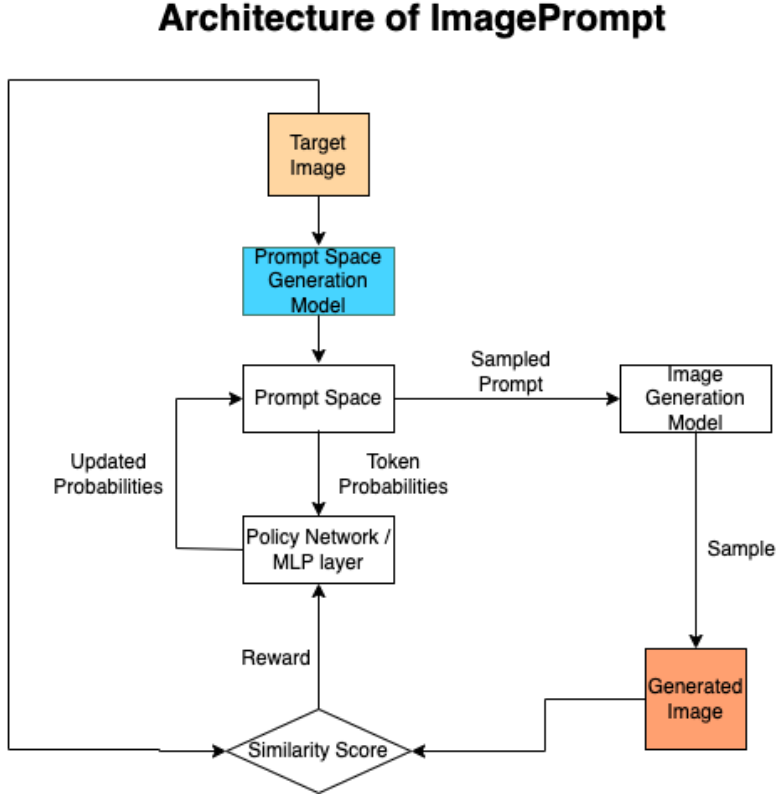 Architecture of ImagePrompt
Target
Image
Prompt Space
Generation
Model
Prompt Space
Sampled
Prompt
Image
Generation
Model
Updated
Probabilities
Token
Probabilities
Policy Network /
MLP layer
Sample
Reward
Generated
Image
Similarity Score